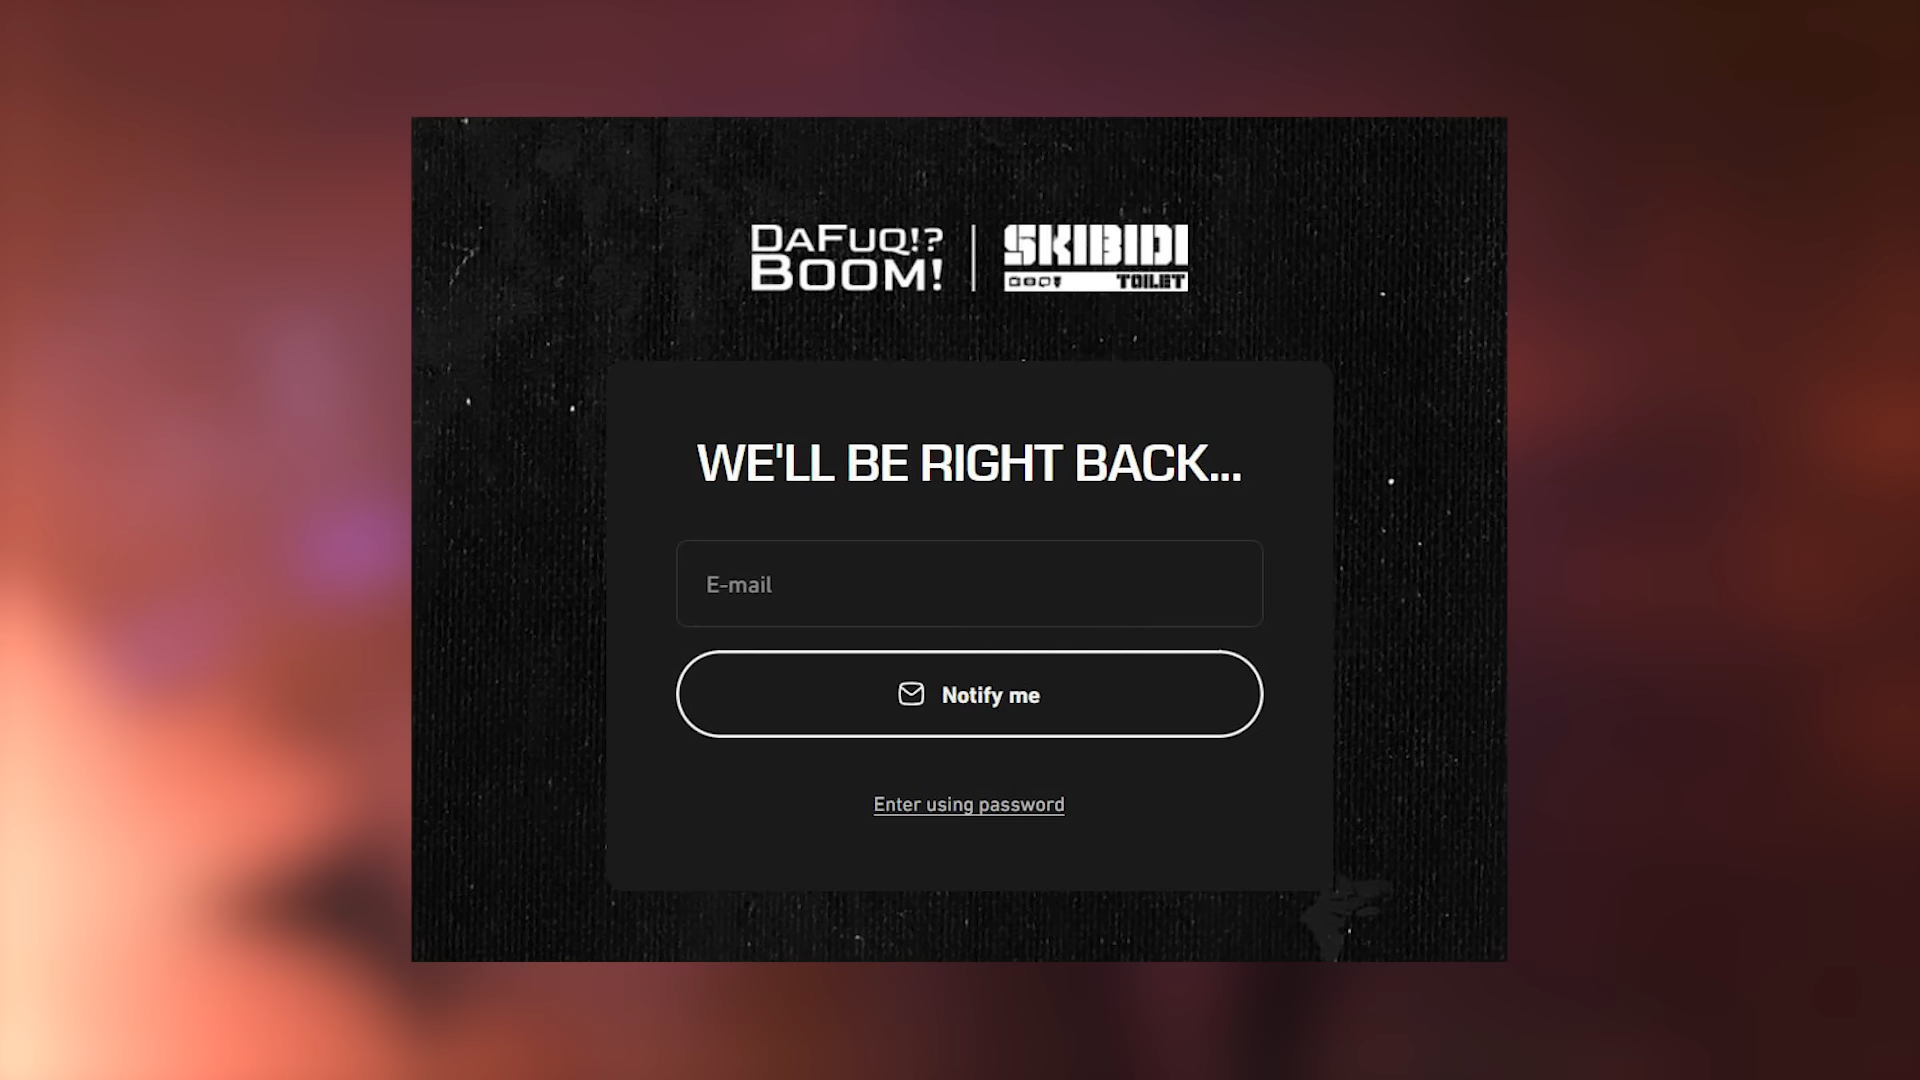 DAFUQ!?
BOOM!
SKIBIDI
TOILET
WE'LL BE RIGHT BACK...
E-mail
Notify me
Enter using password